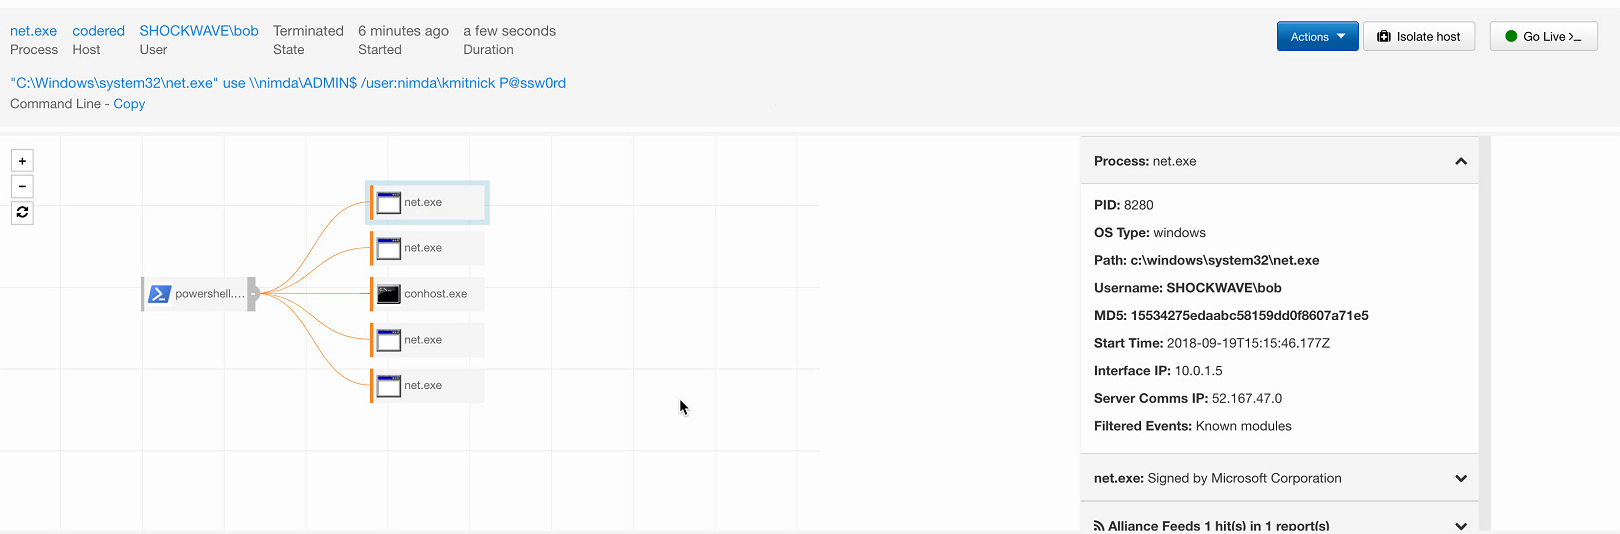 net.exe codered SHOCKWAVE\bob Terminated 6 minutes ago a few seconds
Process Host User State Started Duration
Actions Isolate host Go Live >_
"C:\Windows\system32\net.exe" use \\nimda\ADMIN$ /user:nimda\kmitnick P@ssw0rd
Command Line - Copy
+
−
net.exe
net.exe
powershell....
conhost.exe
net.exe
net.exe
Process: net.exe
PID: 8280
OS Type: windows
Path: c:\windows\system32\net.exe
Username: SHOCKWAVE\bob
MD5: 15534275edaabc58159dd0f8607a71e5
Start Time: 2018-09-19T15:15:46.177Z
Interface IP: 10.0.1.5
Server Comms IP: 52.167.47.0
Filtered Events: Known modules
net.exe: Signed by Microsoft Corporation
Alliance Feeds 1 hit(s) in 1 report(s)